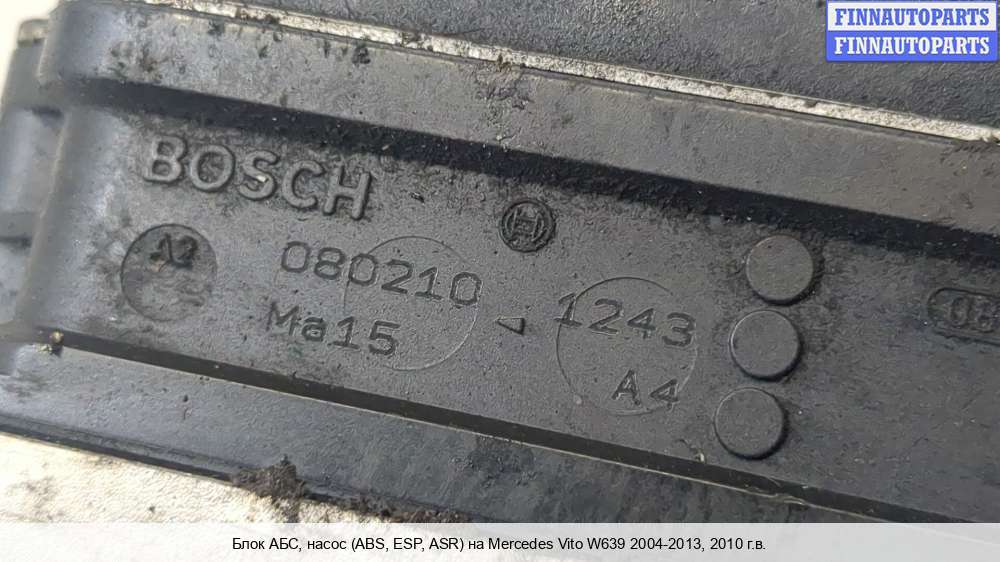 FINNAUTOPARTS
FINNAUTOPARTS
BOSCH
A2
080210
1243
Ma15
A4
Блок АБС, насос (ABS, ESP, ASR) на Mercedes Vito W639 2004-2013, 2010 г.в.